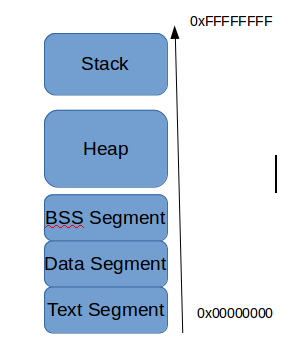 0xFFFFFFFF
Stack
Heap
BSS Segment
Data Segment
Text Segment
0x00000000